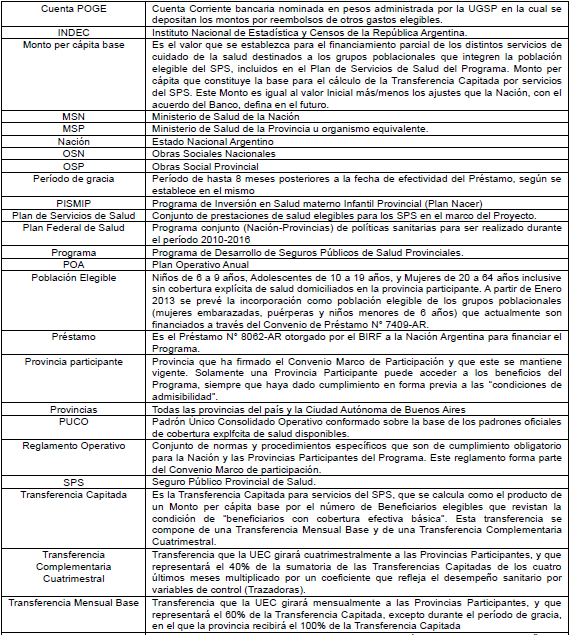 Cuenta POGE Cuenta Corriente bancaria nominada en pesos administrada por la UGSP en la cual se
depositan los montos por reembolsos de otros gastos elegibles.
INDEC Instituto Nacional de Estadística y Censos de la República Argentina.
Monto per cápita base Es el valor que se establezca para el financiamiento parcial de los distintos servicios de
cuidado de la salud destinados a los grupos poblacionales que integren la población
elegible del SPS, incluidos en el Plan de Servicios de Salud del Programa. Monto per
cápita que constituye la base para el cálculo de la Transferencia Capitada por servicios
del SPS. Este Monto es igual al valor Inicial más/menos los ajustes que la Nación, con el
acuerdo del Banco, defina en el futuro.
MSN Ministerio de Salud de la Nación
MSP Ministerio de Salud de la Provincia u organismo equivalente.
Nación Estado Nacional Argentino
OSN Obras Sociales Nacionales
OSP Obras Social Provincial
Período de gracia Período de hasta 8 meses posteriores a la fecha de efectividad del Préstamo, según se
establece en el mismo
PISMIP Programa de Inversión en Salud materno Infantil Provincial (Plan Nacer)
Plan de Servicios de Salud Conjunto de prestaciones de salud elegibles para los SPS en el marco del Proyecto.
Plan Federal de Salud Programa conjunto (Nación-Provincias) de políticas sanitarias para ser realizado durante
el período 2010-2016
Programa Programa de Desarrollo de Seguros Públicos de Salud Provinciales.
POA Plan Operativo Anual
Población Elegible Niños de 6 a 9 años, Adolescentes de 10 a 19 años, y Mujeres de 20 a 64 años inclusive
sin cobertura explícita de salud domiciliados en la provincia participante. A partir de Enero
2013 se prevé la incorporación como población elegible de los grupos poblacionales
(mujeres embarazadas, puérperas y niños menores de 6 años) que actualmente son
financiados a través del Convenio de Préstamo N° 7409-AR.
Préstamo Es el Préstamo N° 8062-AR otorgado por el BIRF a la Nación Argentina para financiar el
Programa.
Provincia participante Provincia que ha firmado el Convenio Marco de Participación y que este se mantiene
vigente. Solamente una Provincia Participante puede acceder a los beneficios del
Programa, siempre que haya dado cumplimiento en forma previa a las “condiciones de
admisibilidad”.
Provincias Todas las provincias del país y la Ciudad Autónoma de Buenos Aires
PUCO Padrón Único Consolidado Operativo conformado sobre la base de los padrones oficiales
de cobertura explfcita de salud disponibles.
Reglamento Operativo Conjunto de normas y procedimientos específicos que son de cumplimiento obligatorio
para la Nación y las Provincias Participantes del Programa. Este reglamento forma parte
del Convenio Marco de participación.
SPS Seguro Público Provincial de Salud.
Transferencia Capitada Es la Transferencia Capitada para servicios del SPS, que se calcula como el producto de
un Monto per cápita base por el número de Beneficiarios elegibles que revistan la
condición de “beneficiarios con cobertura efectiva básica”. Esta transferencia se
compone de una Transferencia Mensual Base y de una Transferencia Complementaria
Cuatrimestral.
Transferencia Complementaria Cuatrimestral Transferencia que la UEC girará cuatrimestralmente a las Provincias Participantes, y que
representará el 40% de la sumatoria de las Transferencias Capitadas de los cuatro
últimos meses multiplicado por un coeficiente que refleja el desempeño sanitario por
variables de control (Trazadoras).
Transferencia Mensual Base Transferencia que la UEC girará mensualmente a las Provincias Participantes, y que
representará el 60% de la Transferencia Capitada, excepto durante el período de gracia,
en el que la provincia recibirá el 100% de la Transferencia Capitada